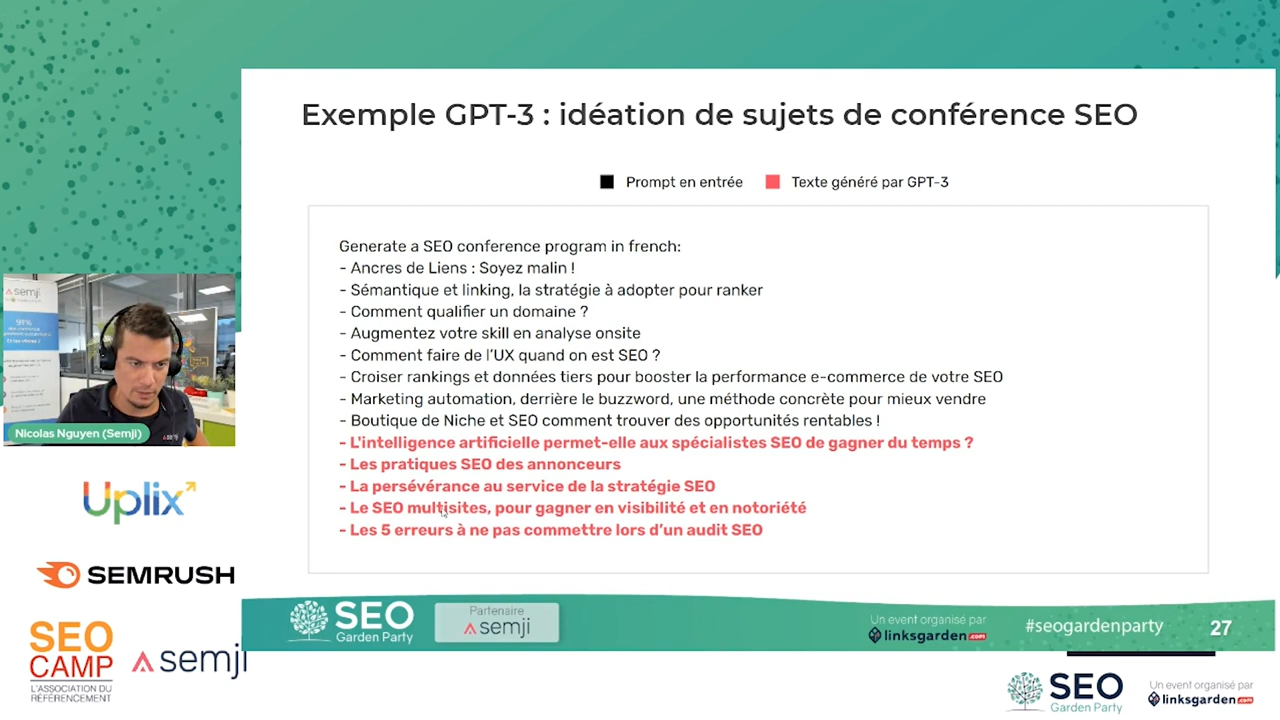 Exemple GPT-3 : idéation de sujets de conférence SEO
Prompt en entrée
Texte généré par GPT-3
Generate a SEO conference program in french:
- Ancres de Liens : Soyez malin !
- Sémantique et linking, la stratégie à adopter pour ranker
- Comment qualifier un domaine ?
- Augmentez votre skill en analyse onsite
- Comment faire de l'UX quand on est SEO ?
- Croiser rankings et données tiers pour booster la performance e-commerce de votre SEO
- Marketing automation, derrière le buzzword, une méthode concrète pour mieux vendre
- Boutique de Niche et SEO comment trouver des opportunités rentables !
- L'intelligence artificielle permet-elle aux spécialistes SEO de gagner du temps ?
- Les pratiques SEO des annonceurs
- La persévérance au service de la stratégie SEO
- Le SEO multisites, pour gagner en visibilité et en notoriété
- Les 5 erreurs à ne pas commettre lors d'un audit SEO
semji
91%
Nicolas Nguyen (Semji)
Uplix
SEMRUSH
SEO
CAMP
L'ASSOCIATION DU
RÉFÉRENCEMENT
semji
SEO
Garden Party
Partenaire
semji
Un event organisé par
linksgarden.com
#seogardenparty
27
SEO
Garden Party
Un event organisé par
linksgarden.com